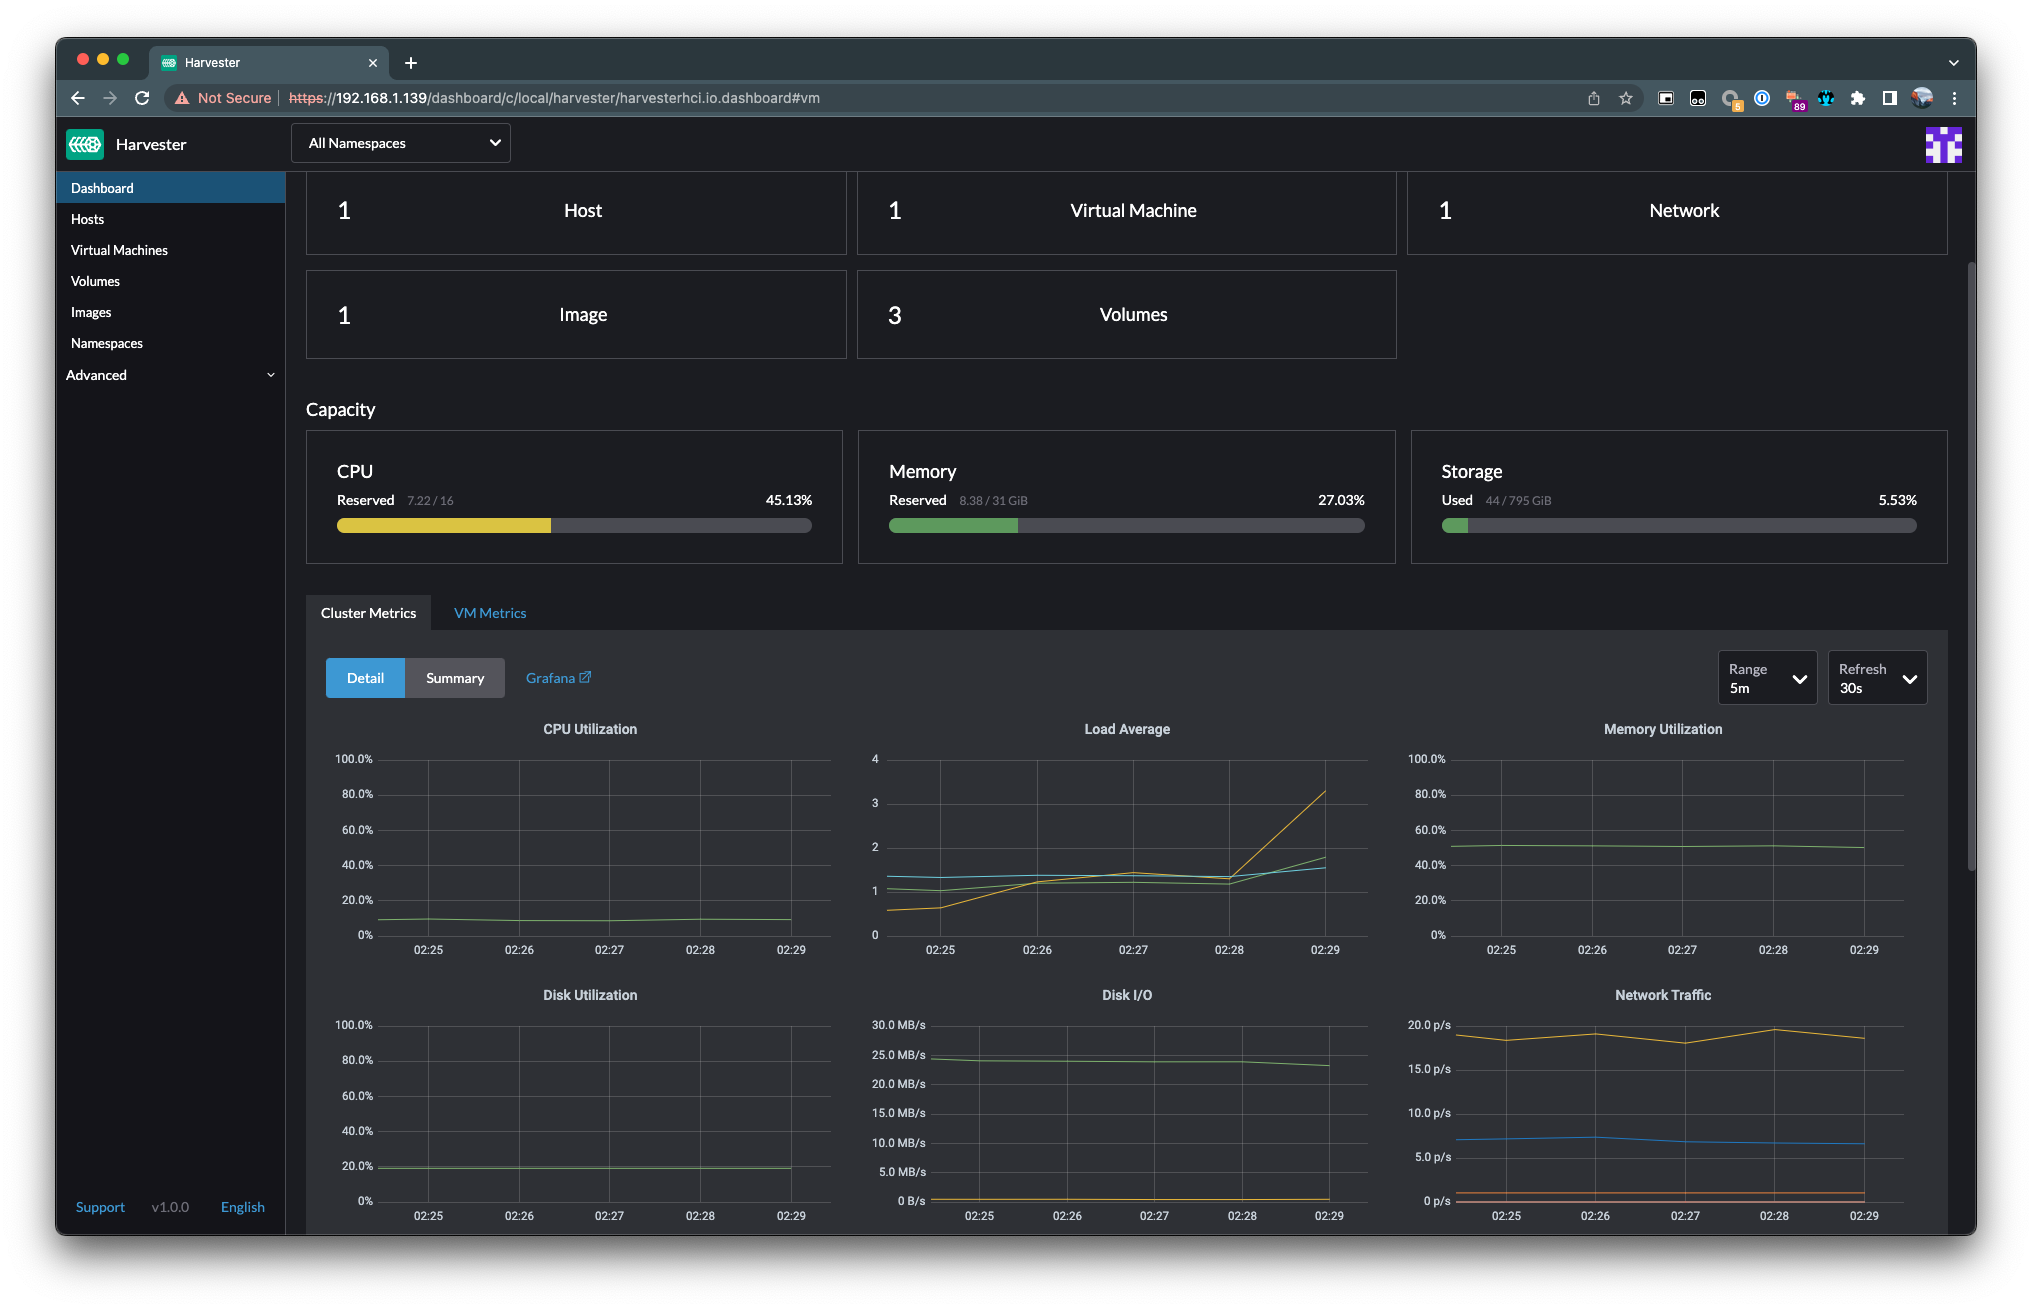 Harvester
Not Secure https://192.168.1.139/dashboard/c/local/harvester/harvesterhci.io.dashboard#vm
5
89
Harvester
All Namespaces
Dashboard
Hosts
Virtual Machines
Volumes
Images
Namespaces
Advanced
1 Host
1 Virtual Machine
1 Network
1 Image
3 Volumes
Capacity
CPU
Reserved 7.22 / 16 45.13%
Memory
Reserved 8.38 / 31 GiB 27.03%
Storage
Used 44 / 795 GiB 5.53%
Cluster Metrics VM Metrics
Detail Summary Grafana
Range
5m
Refresh
30s
CPU Utilization
100.0%
80.0%
60.0%
40.0%
20.0%
0%
02:25 02:26 02:27 02:28 02:29
Load Average
4
3
2
1
0
02:25 02:26 02:27 02:28 02:29
Memory Utilization
100.0%
80.0%
60.0%
40.0%
20.0%
0%
02:25 02:26 02:27 02:28 02:29
Disk Utilization
100.0%
80.0%
60.0%
40.0%
20.0%
0%
02:25 02:26 02:27 02:28 02:29
Disk I/O
30.0 MB/s
25.0 MB/s
20.0 MB/s
15.0 MB/s
10.0 MB/s
5.0 MB/s
0 B/s
02:25 02:26 02:27 02:28 02:29
Network Traffic
20.0 p/s
15.0 p/s
10.0 p/s
5.0 p/s
0 p/s
02:25 02:26 02:27 02:28 02:29
Support v1.0.0 English